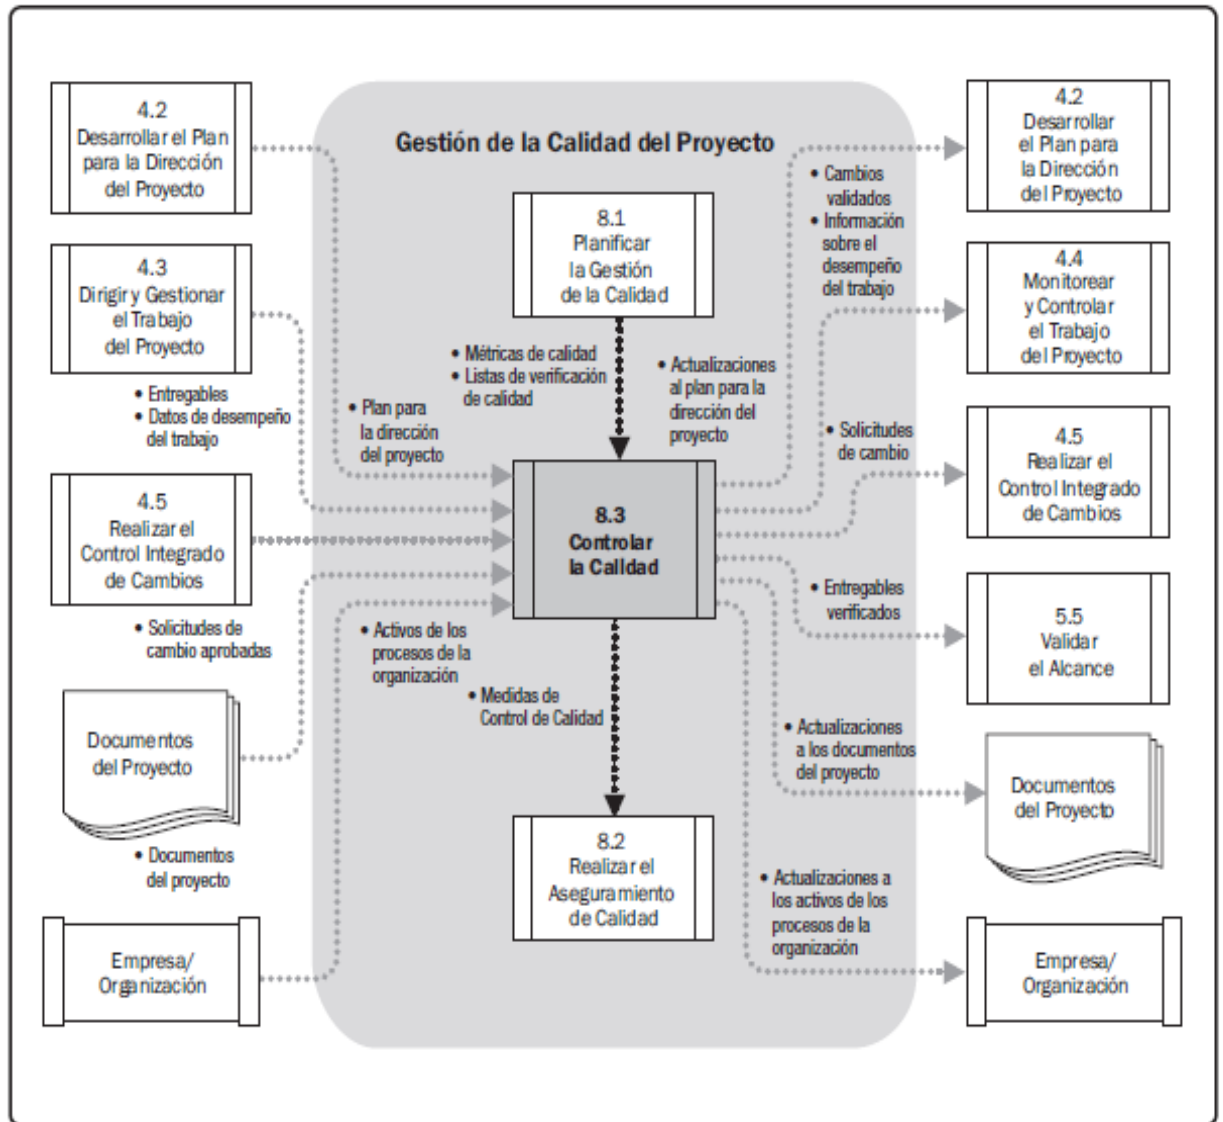 Gestión de la Calidad del Proyecto
4.2
Desarrollar el Plan
para la Dirección
del Proyecto
4.3
Dirigir y Gestionar
el Trabajo
del Proyecto
• Entregables
• Datos de desempeño
del trabajo
4.5
Realizar el
Control Integrado
de Cambios
• Solicitudes de
cambio aprobadas
Documentos
del Proyecto
• Documentos
del proyecto
Empresa/
Organización
• Plan para
la dirección
del proyecto
• Activos de los
procesos de la
organización
8.1
Planificar
la Gestión
de la Calidad
• Métricas de calidad
• Listas de verificación
de calidad
8.3
Controlar
la Calidad
• Medidas de
Control de Calidad
8.2
Realizar el
Aseguramiento
de Calidad
• Actualizaciones
al plan para la
dirección del
proyecto
• Cambios
validados
• Información
sobre el
desempeño
del trabajo
• Solicitudes
de cambio
• Entregables
verificados
• Actualizaciones
a los documentos
del proyecto
• Actualizaciones a
los activos de los
procesos de la
organización
4.2
Desarrollar
el Plan para
la Dirección
del Proyecto
4.4
Monitorear
y Controlar
el Trabajo
del Proyecto
4.5
Realizar el
Control Integrado
de Cambios
5.5
Validar
el Alcance
Documentos
del Proyecto
Empresa/
Organización